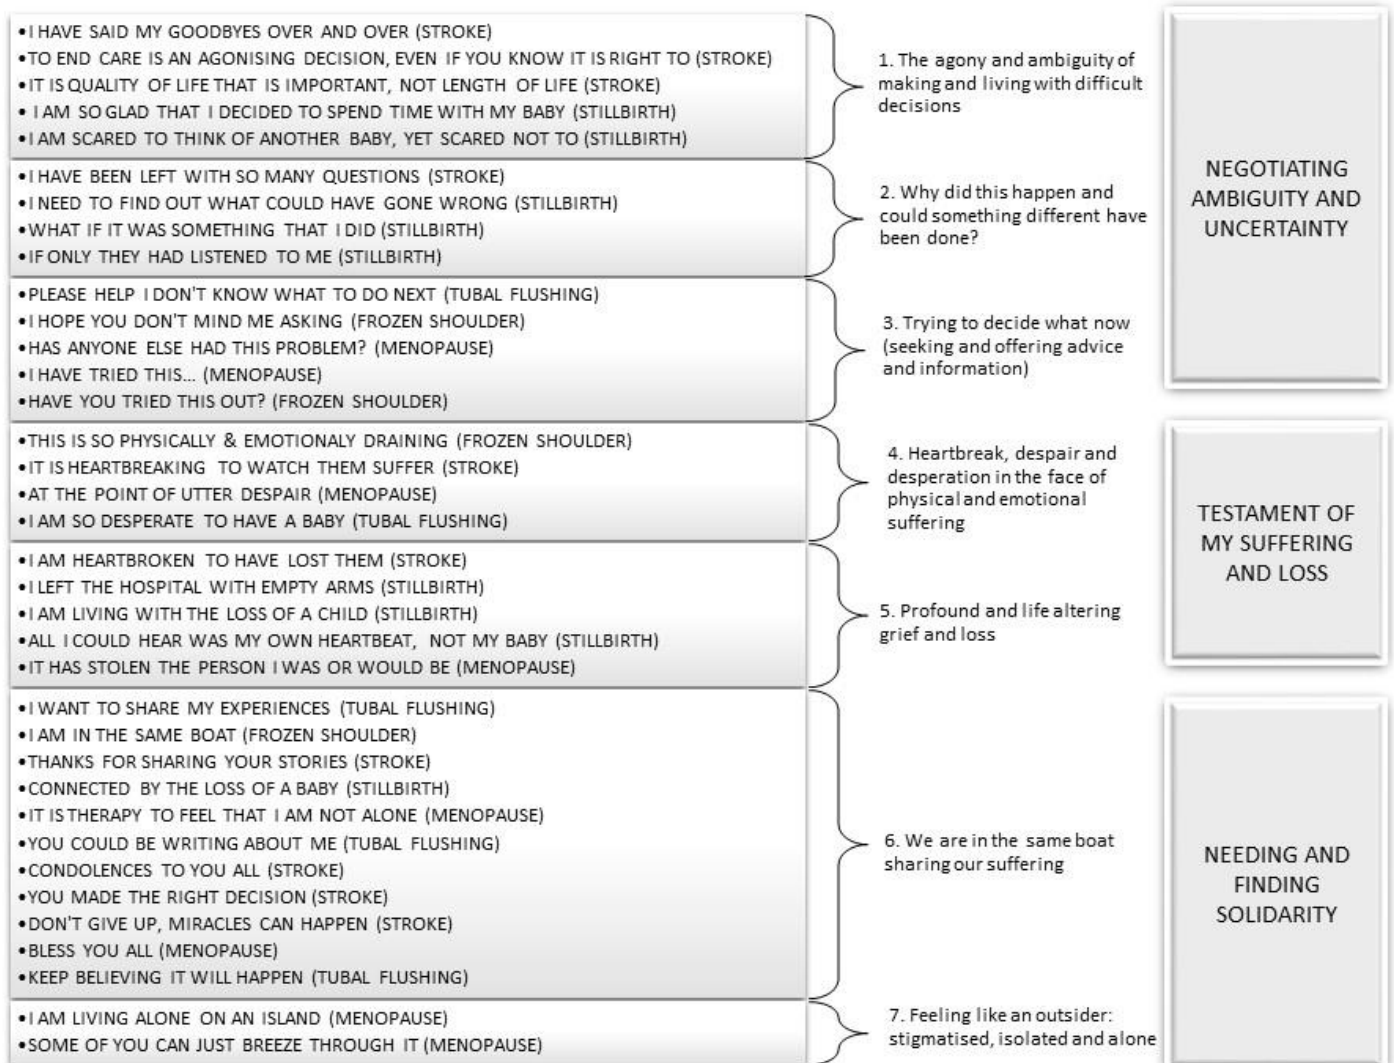 •I HAVE SAID MY GOODBYES OVER AND OVER (STROKE)
•TO END CARE IS AN AGONISING DECISION, EVEN IF YOU KNOW IT IS RIGHT TO (STROKE)
•IT IS QUALITY OF LIFE THAT IS IMPORTANT, NOT LENGTH OF LIFE (STROKE)
• I AM SO GLAD THAT I DECIDED TO SPEND TIME WITH MY BABY (STILLBIRTH)
•I AM SCARED TO THINK OF ANOTHER BABY, YET SCARED NOT TO (STILLBIRTH)
1. The agony and ambiguity of
making and living with difficult
decisions
•I HAVE BEEN LEFT WITH SO MANY QUESTIONS (STROKE)
•I NEED TO FIND OUT WHAT COULD HAVE GONE WRONG (STILLBIRTH)
•WHAT IF IT WAS SOMETHING THAT I DID (STILLBIRTH)
•IF ONLY THEY HAD LISTENED TO ME (STILLBIRTH)
2. Why did this happen and
could something different have
been done?
•PLEASE HELP I DON'T KNOW WHAT TO DO NEXT (TUBAL FLUSHING)
•I HOPE YOU DON'T MIND ME ASKING (FROZEN SHOULDER)
•HAS ANYONE ELSE HAD THIS PROBLEM? (MENOPAUSE)
•I HAVE TRIED THIS... (MENOPAUSE)
•HAVE YOU TRIED THIS OUT? (FROZEN SHOULDER)
3. Trying to decide what now
(seeking and offering advice
and information)
NEGOTIATING
AMBIGUITY AND
UNCERTAINTY
•THIS IS SO PHYSICALLY & EMOTIONALY DRAINING (FROZEN SHOULDER)
•IT IS HEARTBREAKING TO WATCH THEM SUFFER (STROKE)
•AT THE POINT OF UTTER DESPAIR (MENOPAUSE)
•I AM SO DESPERATE TO HAVE A BABY (TUBAL FLUSHING)
4. Heartbreak, despair and
desperation in the face of
physical and emotional
suffering
•I AM HEARTBROKEN TO HAVE LOST THEM (STROKE)
•I LEFT THE HOSPITAL WITH EMPTY ARMS (STILLBIRTH)
•I AM LIVING WITH THE LOSS OF A CHILD (STILLBIRTH)
•ALL I COULD HEAR WAS MY OWN HEARTBEAT, NOT MY BABY (STILLBIRTH)
•IT HAS STOLEN THE PERSON I WAS OR WOULD BE (MENOPAUSE)
5. Profound and life altering
grief and loss
TESTAMENT OF
MY SUFFERING
AND LOSS
•I WANT TO SHARE MY EXPERIENCES (TUBAL FLUSHING)
•I AM IN THE SAME BOAT (FROZEN SHOULDER)
•THANKS FOR SHARING YOUR STORIES (STROKE)
•CONNECTED BY THE LOSS OF A BABY (STILLBIRTH)
•IT IS THERAPY TO FEEL THAT I AM NOT ALONE (MENOPAUSE)
•YOU COULD BE WRITING ABOUT ME (TUBAL FLUSHING)
•CONDOLENCES TO YOU ALL (STROKE)
•YOU MADE THE RIGHT DECISION (STROKE)
•DON'T GIVE UP, MIRACLES CAN HAPPEN (STROKE)
•BLESS YOU ALL (MENOPAUSE)
•KEEP BELIEVING IT WILL HAPPEN (TUBAL FLUSHING)
6. We are in the same boat
sharing our suffering
•I AM LIVING ALONE ON AN ISLAND (MENOPAUSE)
•SOME OF YOU CAN JUST BREEZE THROUGH IT (MENOPAUSE)
7. Feeling like an outsider:
stigmatised, isolated and alone
NEEDING AND
FINDING
SOLIDARITY